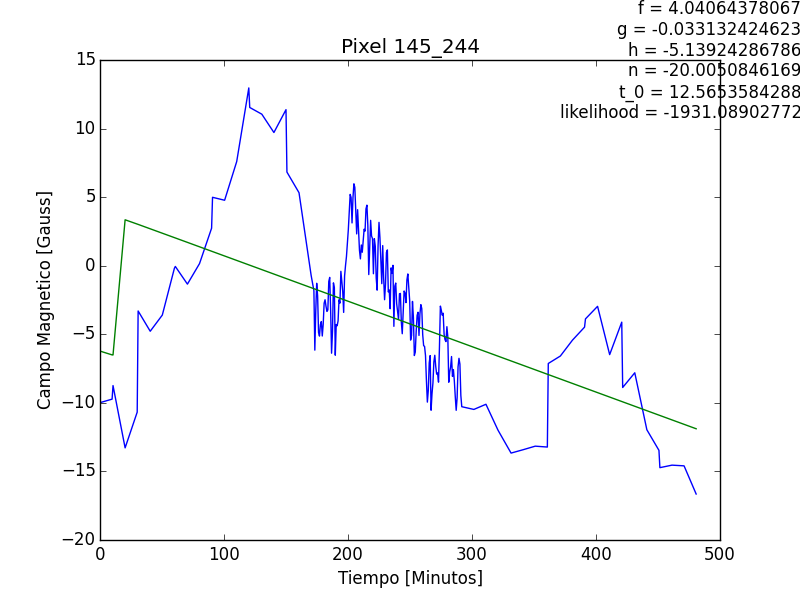 f = 4.04064378067
g = -0.033132424623
h = -5.13924286786
n = -20.0050846169
t_0 = 12.5653584288
likelihood = -1931.08902772
Pixel 145_244
Campo Magnetico [Gauss]
15
10
5
0
−5
−10
−15
−20
0 100 200 300 400 500
Tiempo [Minutos]